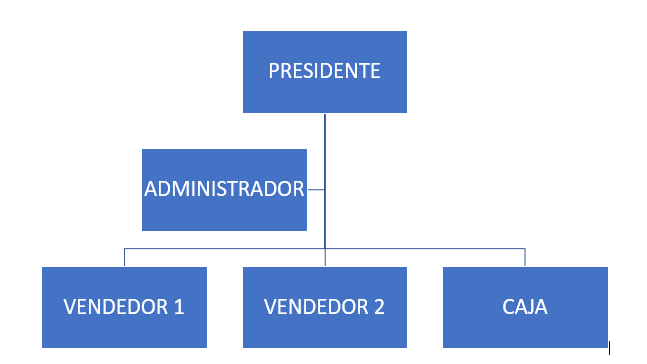 PRESIDENTE
ADMINISTRADOR
VENDEDOR 1
VENDEDOR 2
CAJA